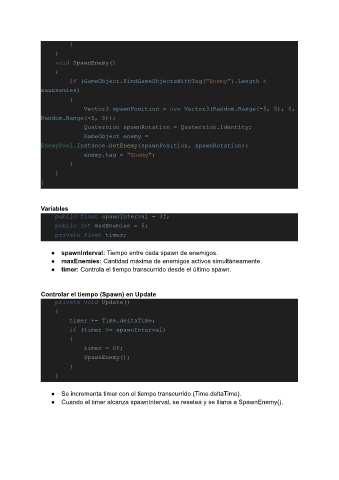 }
}
void SpawnEnemy()
{
if (GameObject.FindGameObjectsWithTag("Enemy").Length <
maxEnemies)
{
Vector3 spawnPosition = new Vector3(Random.Range(-5, 5), 0,
Random.Range(-5, 5));
Quaternion spawnRotation = Quaternion.identity;
GameObject enemy =
EnemyPool.Instance.GetEnemy(spawnPosition, spawnRotation);
enemy.tag = "Enemy";
}
}
}
Variables
public float spawnInterval = 3f;
public int maxEnemies = 5;
private float timer;
● spawnInterval: Tiempo entre cada spawn de enemigos.
● maxEnemies: Cantidad máxima de enemigos activos simultáneamente.
● timer: Controla el tiempo transcurrido desde el último spawn.
Controlar el tiempo (Spawn) en Update
private void Update()
{
timer += Time.deltaTime;
if (timer >= spawnInterval)
{
timer = 0f;
SpawnEnemy();
}
}
● Se incrementa timer con el tiempo transcurrido (Time.deltaTime).
● Cuando el timer alcanza spawnInterval, se resetea y se llama a SpawnEnemy().